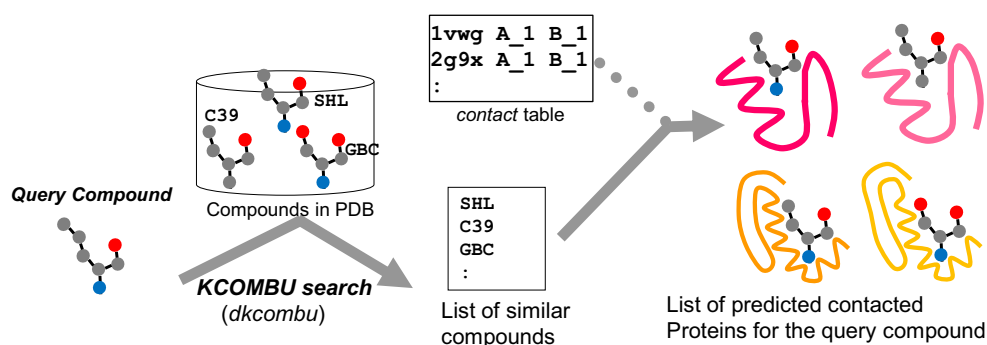 Query Compound
C39
SHL
GBC
Compounds in PDB
KCOMBU search
(dkcombu)
1vwg A_1 B_1
2g9x A_1 B_1
:
contact table
SHL
C39
GBC
:
List of similar
compounds
List of predicted contacted
Proteins for the query compound